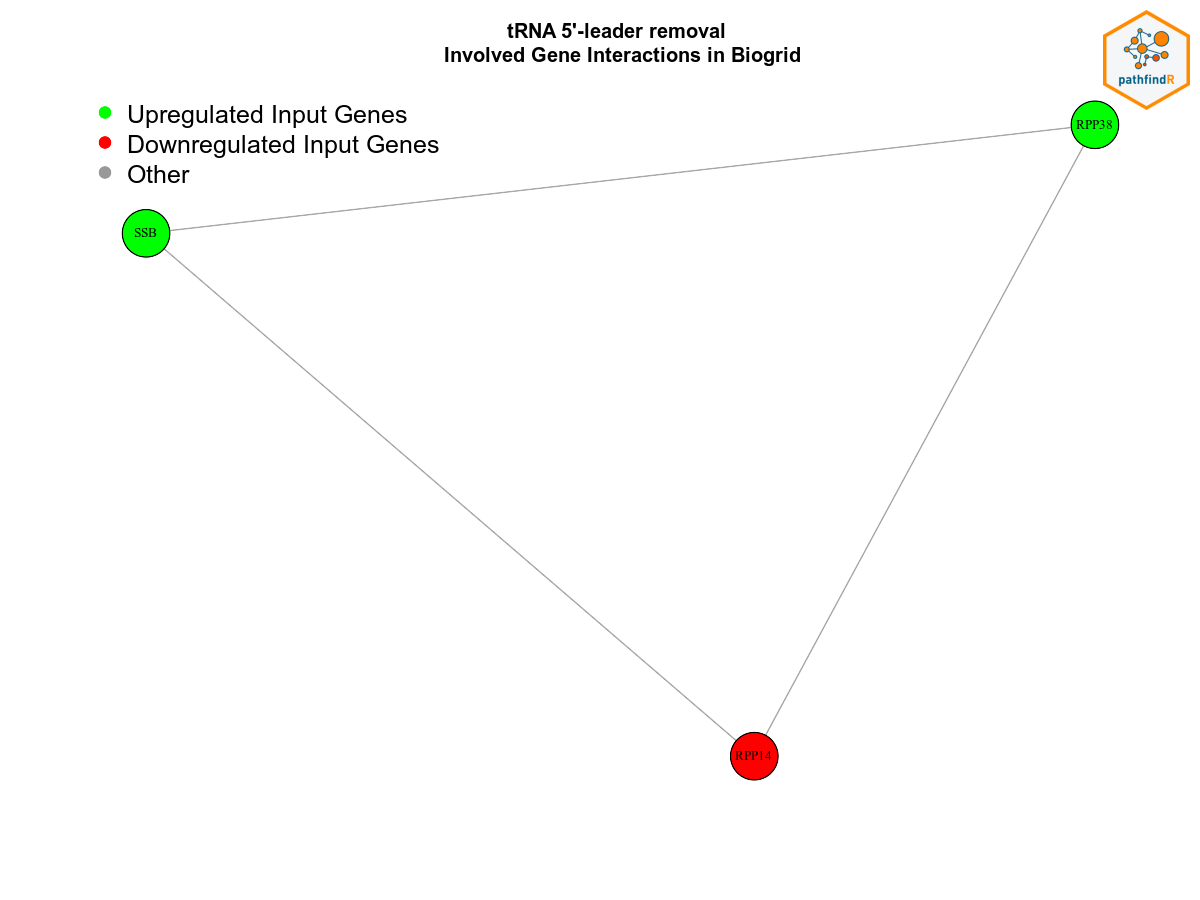 tRNA 5'-leader removal
Involved Gene Interactions in Biogrid
pathfindR
Upregulated Input Genes
Downregulated Input Genes
Other
RPP38
SSB
RPP14